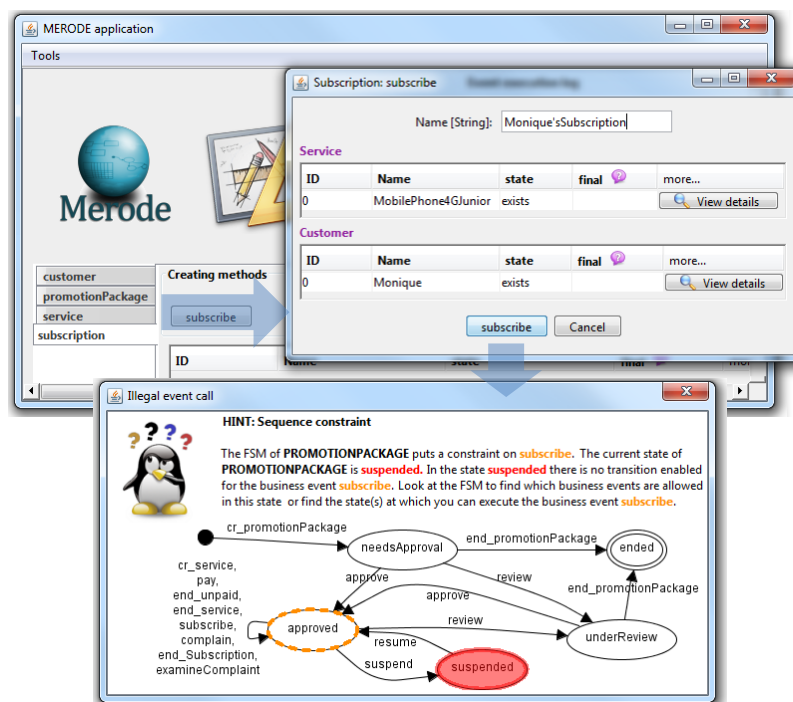 MERODE application
Tools
Merode
customer
promotionPackage
service
subscription
Creating methods
subscribe
ID
Subscription: subscribe
Name [String]: Monique'sSubscription
Service
ID Name state final more...
0 MobilePhone4GJunior exists View details
Customer
ID Name state final more...
0 Monique exists View details
subscribe Cancel
Illegal event call
HINT: Sequence constraint
The FSM of PROMOTIONPACKAGE puts a constraint on subscribe. The current state of
PROMOTIONPACKAGE is suspended. In the state suspended there is no transition enabled
for the business event subscribe. Look at the FSM to find which business events are allowed
in this state or find the state(s) at which you can execute the business event subscribe.
cr_promotionPackage
needsApproval
end_promotionPackage
ended
cr_service,
pay,
end_unpaid,
end_service,
subscribe,
complain,
end_Subscription,
examineComplaint
approve
review
approve
end_promotionPackage
approved
review
underReview
resume
suspend
suspended